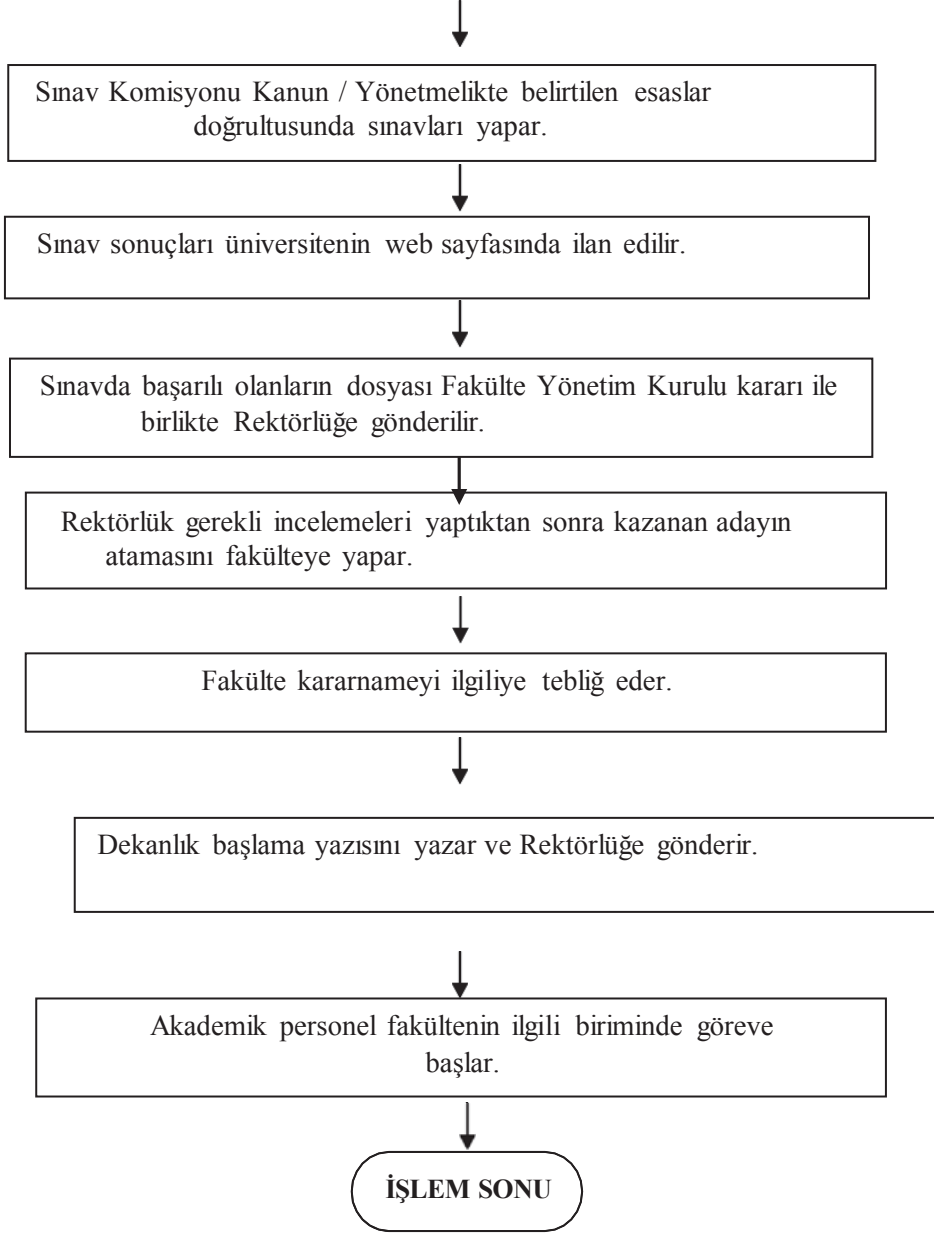 Sınav Komisyonu Kanun / Yönetmelikte belirtilen esaslar
doğrultusunda sınavları yapar.
Sınav sonuçları üniversitenin web sayfasında ilan edilir.
Sınavda başarılı olanların dosyası Fakülte Yönetim Kurulu kararı ile
birlikte Rektörlüğe gönderilir.
Rektörlük gerekli incelemeleri yaptıktan sonra kazanan adayın
atamasını fakülteye yapar.
Fakülte kararnameyi ilgiliye tebliğ eder.
Dekanlık başlama yazısını yazar ve Rektörlüğe gönderir.
Akademik personel fakültenin ilgili biriminde göreve
başlar.
İŞLEM SONU